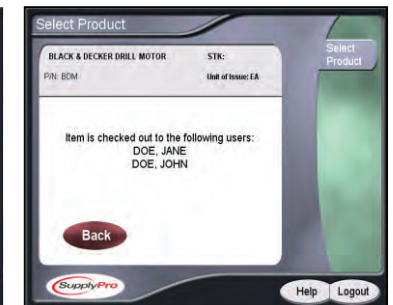 Select Product
Select
Product
BLACK & DECKER DRILL MOTOR STK:
P/N: BDM Unit of Issue: EA
Item is checked out to the following users:
DOE, JANE
DOE, JOHN
Back
SupplyPro
Help Logout